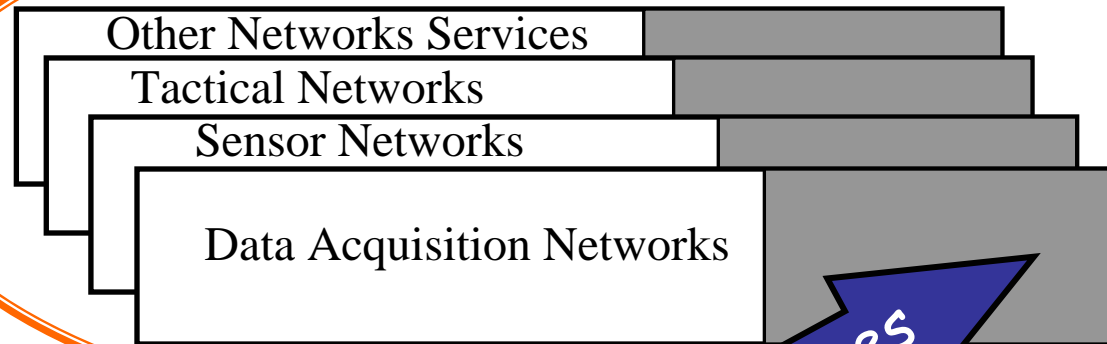 Other Networks Services
Tactical Networks
Sensor Networks
Data Acquisition Networks